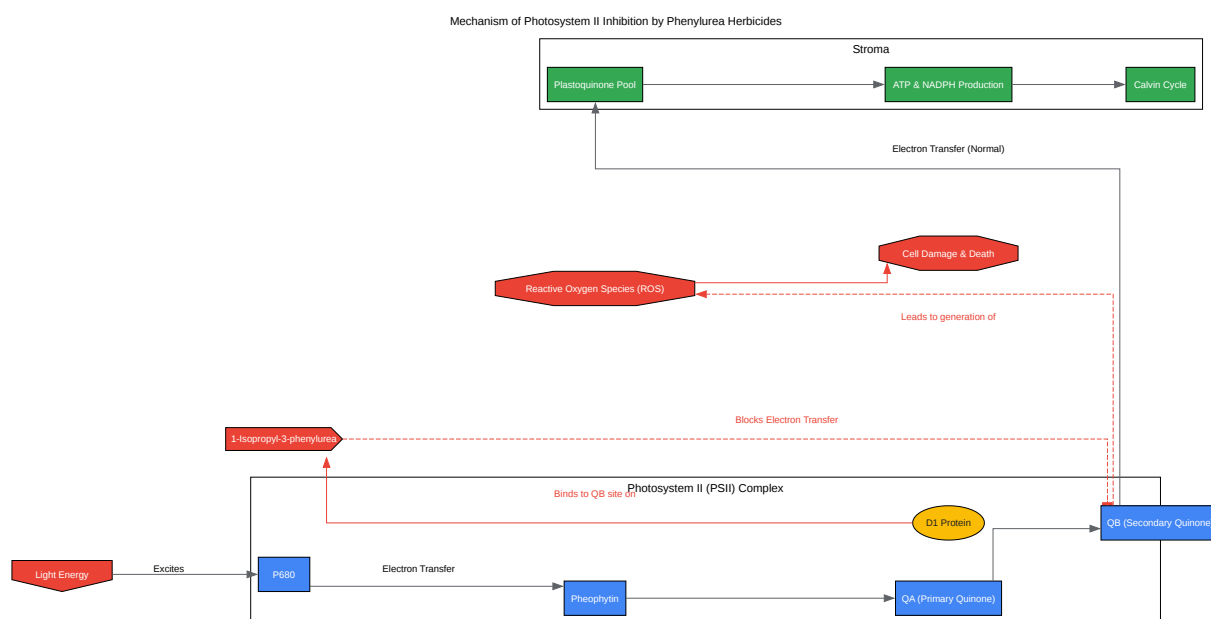 Mechanism of Photosystem II Inhibition by Phenylurea Herbicides
Stroma
Plastoquinone Pool
ATP & NADPH Production
Calvin Cycle
Electron Transfer (Normal)
Cell Damage & Death
Reactive Oxygen Species (ROS)
Leads to generation of
Blocks Electron Transfer
1-Isopropyl-3-phenylurea
Photosystem II (PSII) Complex
Binds to QB site on
D1 Protein
QB (Secondary Quinone
Light Energy
Excites
P680
Electron Transfer
Pheophytin
QA (Primary Quinone)